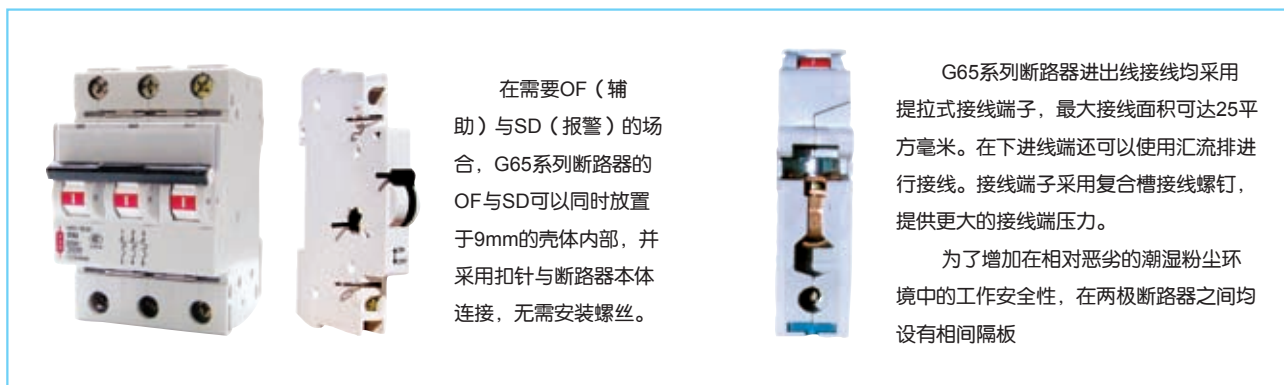 在需要OF（辅
助）与SD（报警）的场
合，G65系列断路器的
OF与SD可以同时放置
于9mm的壳体内部，并
采用扣针与断路器本体
连接，无需安装螺丝。
G65系列断路器进出线接线均采用
提拉式接线端子，最大接线面积可达25平
方毫米。在下进线端还可以使用汇流排进
行接线。接线端子采用复合槽接线螺钉，
提供更大的接线端压力。
为了增加在相对恶劣的潮湿粉尘环
境中的工作安全性，在两极断路器之间均
设有相间隔板